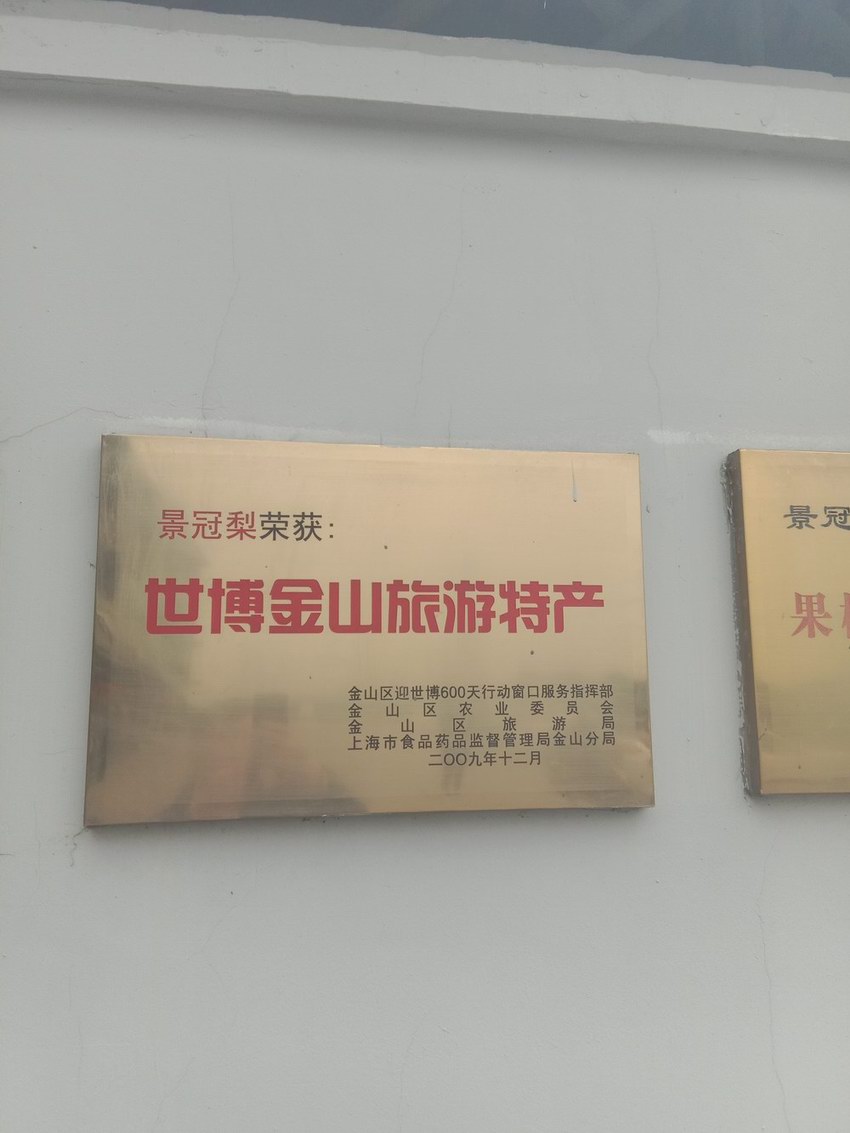 景冠梨荣获:
世博金山旅游特产
金山区迎世博600天行动窗口服务指挥部
金山区农业委员会
金山区旅游局
上海市食品药品监督管理局金山分局
二〇〇九年十二月
景冠
果